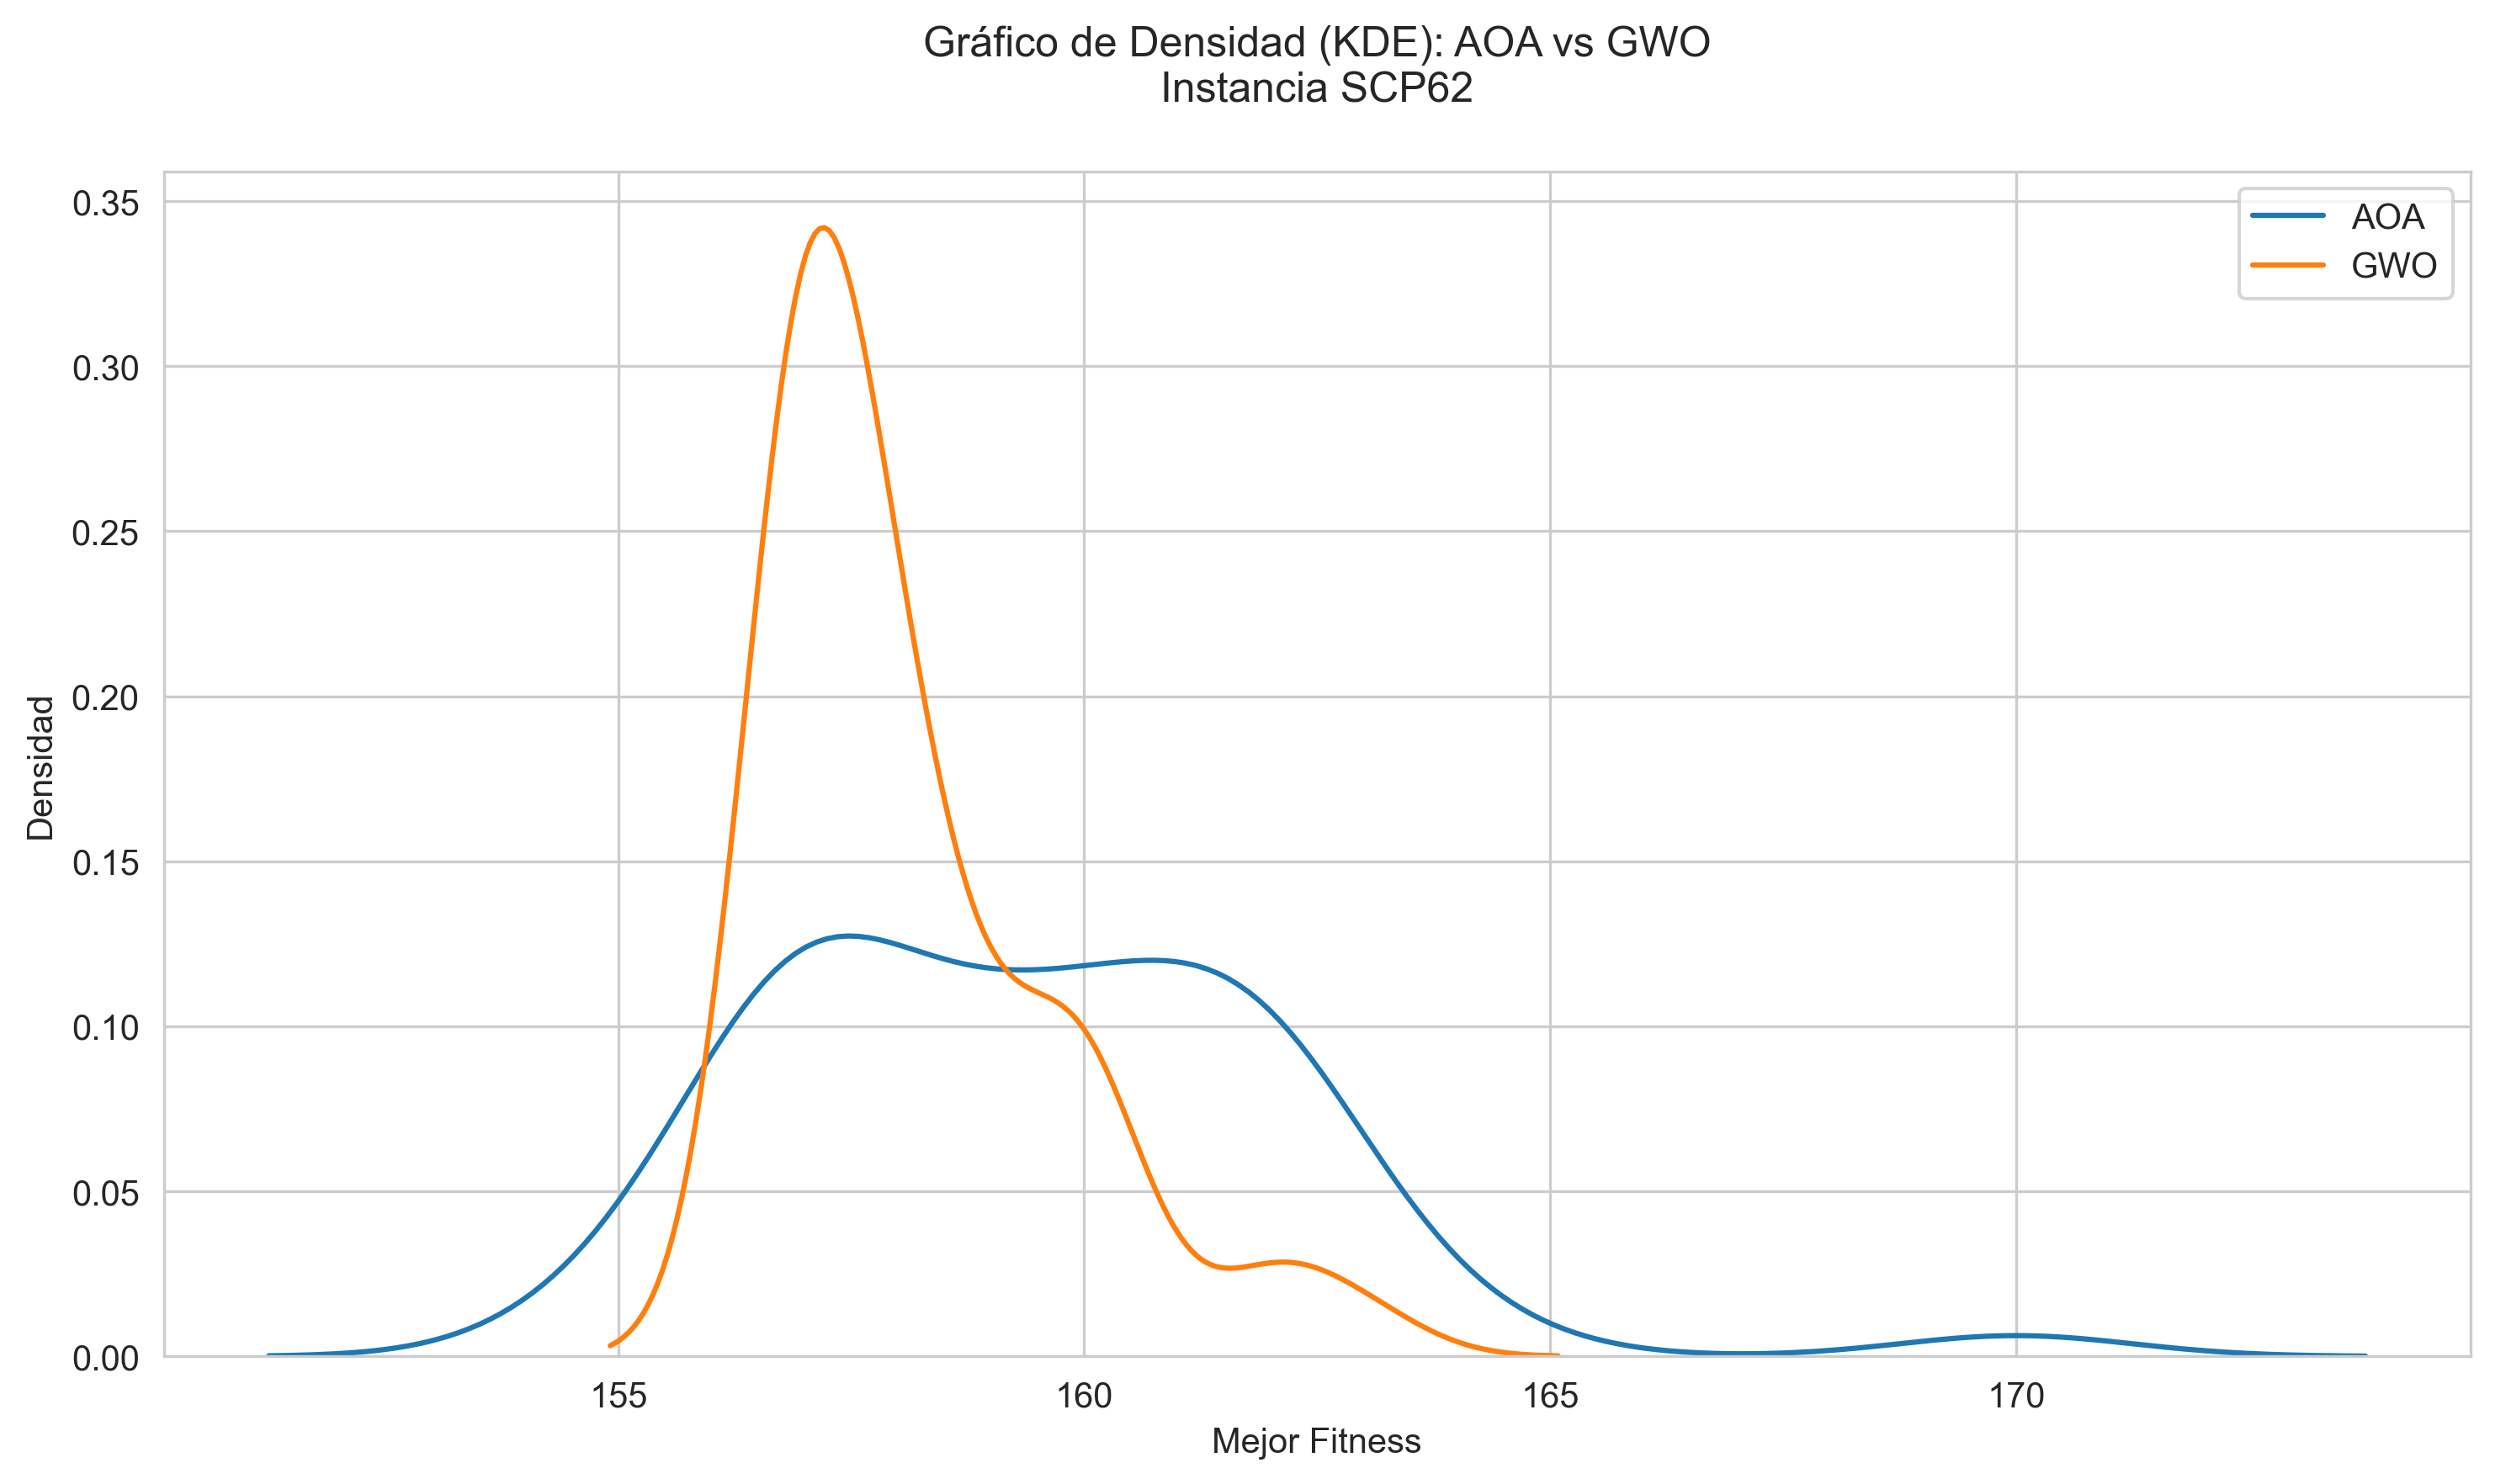 Gráfico de Densidad (KDE): AOA vs GWO
Instancia SCP62
AOA
GWO
0.35
0.30
0.25
0.20
0.15
0.10
0.05
0.00
Densidad
155
160
165
170
Mejor Fitness